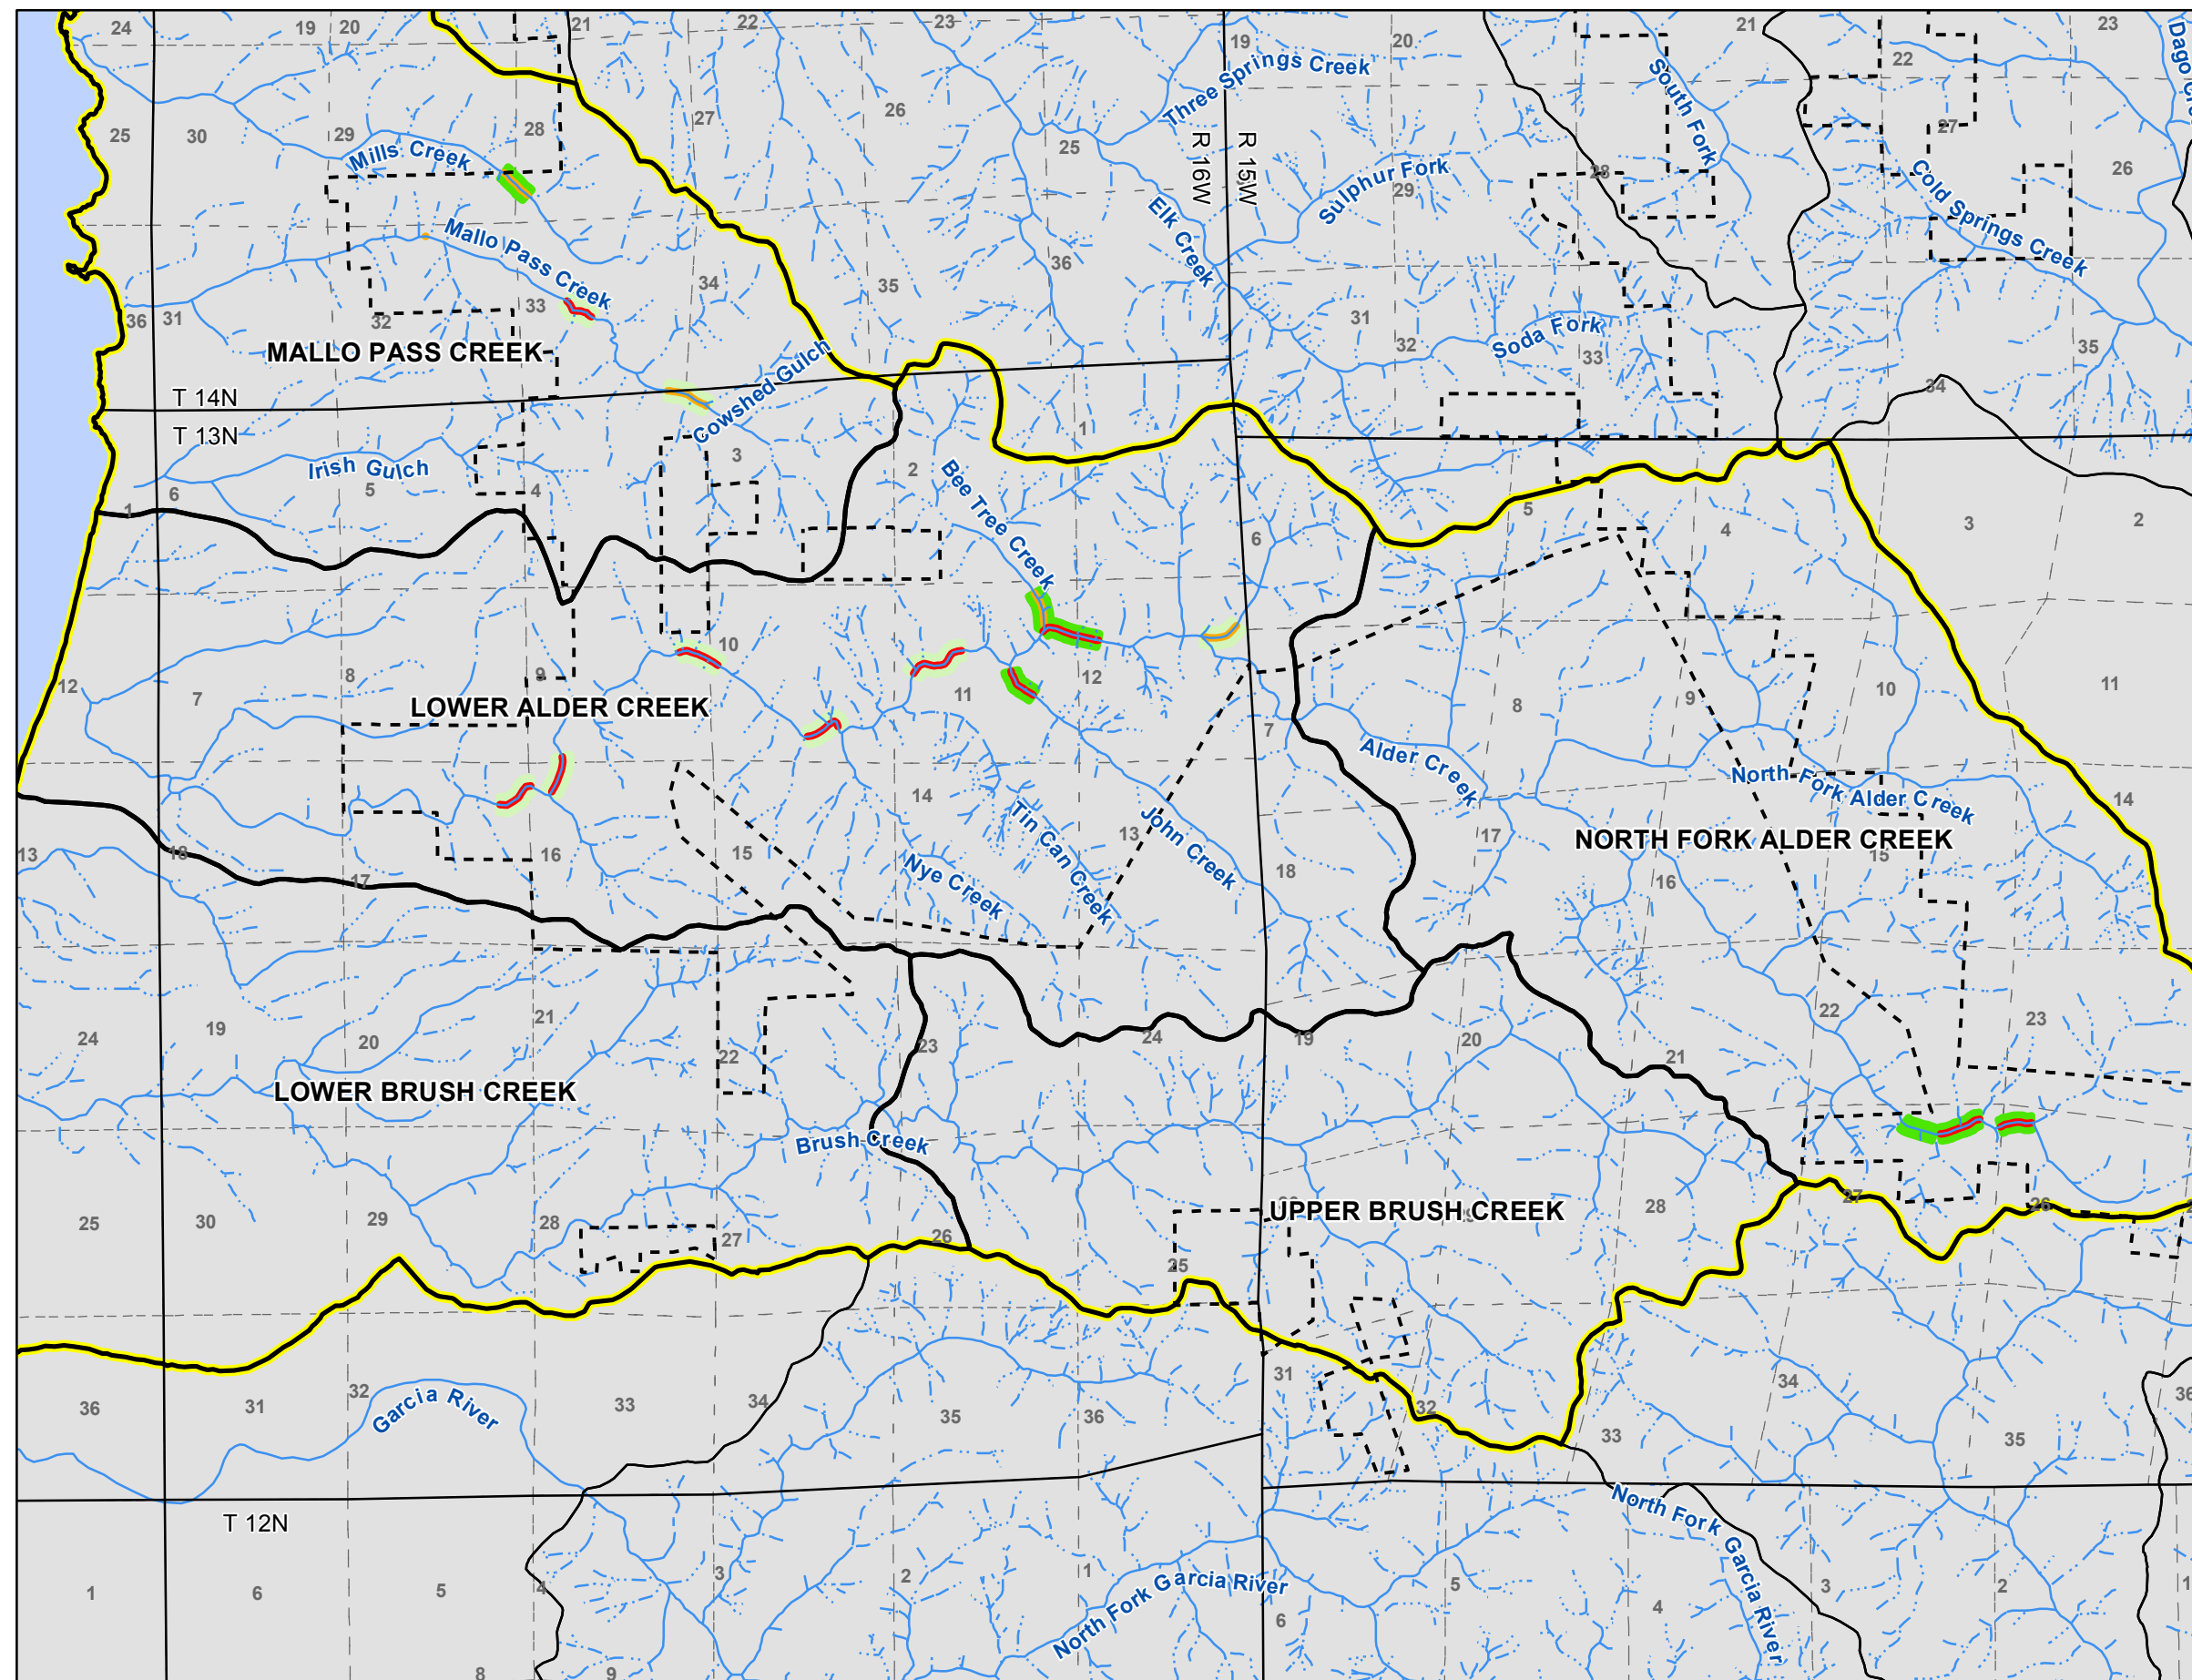 24 19 20 21 22 23 19 20 21 22 23
Dago Cre
Three Springs Creek
South Fork
25 30 29 28 27 26 25 28 27 26
R 16W
R 15W
Mills Creek
Sulphur Fork
29
Cold Springs Creek
Mallo Pass Creek
Elk Creek
36 31 32 33 34 35 36 31 32 33 34 35
Soda Fork
MALLO PASS CREEK
Cowshed Gulch
T 14N
T 13N
Irish Gulch
1 6 5 4 3 2 1 6 5 4 3 2
Bee Tree Creek
12 7 8 9 10 11 12 7 8 9 10 11
LOWER ALDER CREEK
Alder Creek
North Fork Alder Creek
NORTH FORK ALDER CREEK
13 18 17 16 15 14 13 18 17 16 15 14
Nye Creek
Tin Can Creek
John Creek
24 19 20 21 22 23 24 19 20 21 22 23
LOWER BRUSH CREEK
Brush Creek
UPPER BRUSH CREEK
25 30 29 28 27 26 25 28 27 26
36 31 32 33 34 35 36 31 32 33 34 35 36
Garcia River
T 12N
North Fork Garcia River
North Fork Garcia River
1 6 5 4 3 2 1 6 5 4 3 2 1
8 9